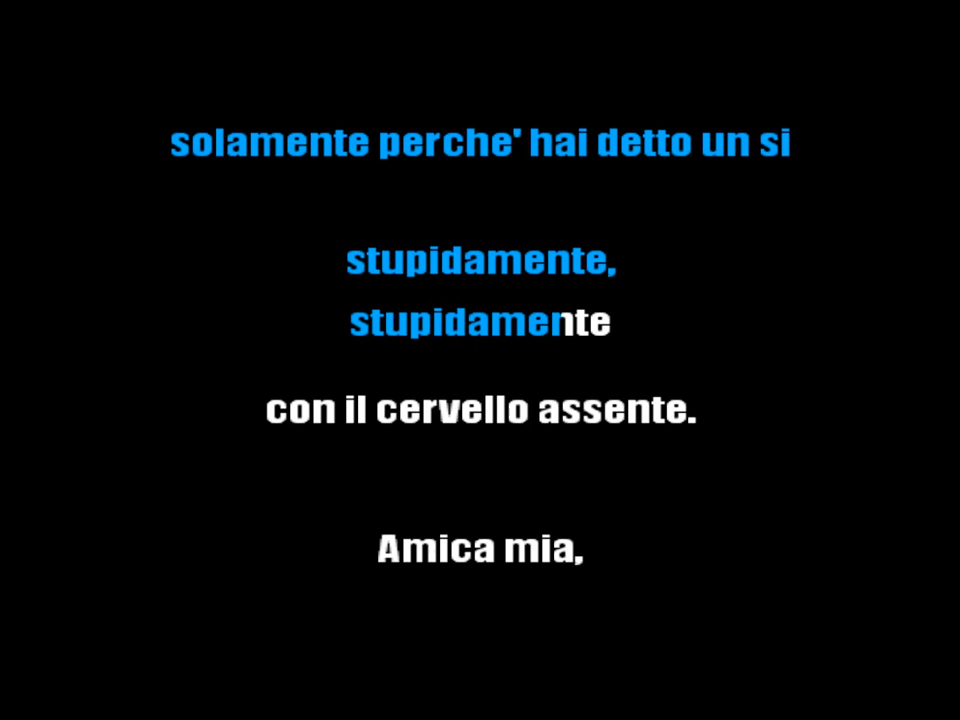 solamente perche' hai detto un si
stupidamente,
stupidamente
con il cervello assente.
Amica mia,